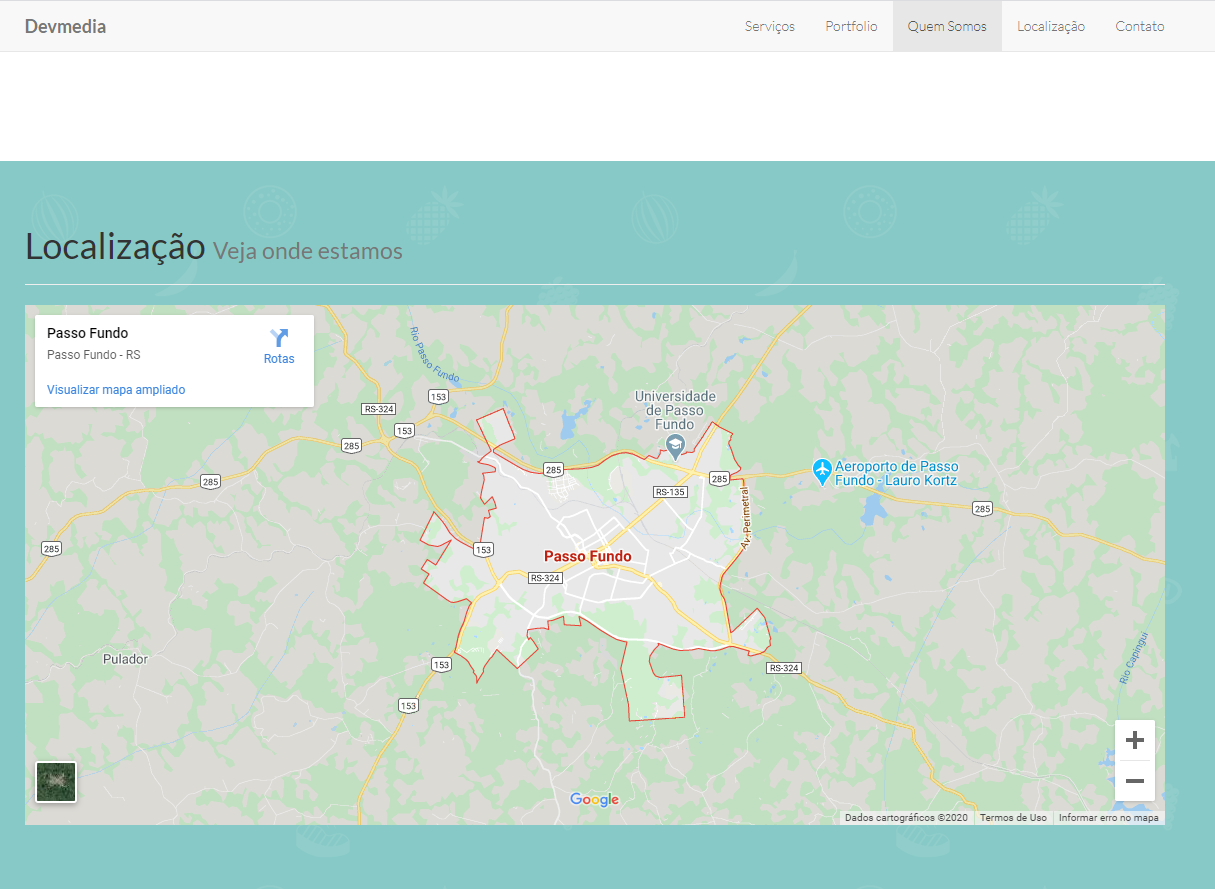 Devmedia
Serviços
Portfolio
Quem Somos
Localização
Contato
Localização Veja onde estamos
Passo Fundo
Passo Fundo - RS
Rotas
Visualizar mapa ampliado
Rio Passo Fundo
153
RS-324
153
285
Universidade
de Passo
Fundo
285
285
285
Aeroporto de Passo
Fundo - Lauro Kortz
RS-135
285
Av. Perimetral
285
153
Passo Fundo
RS-324
Pulador
153
RS-324
Rio Capingui
153
Google
Dados cartográficos ©2020
Termos de Uso
Informar erro no mapa